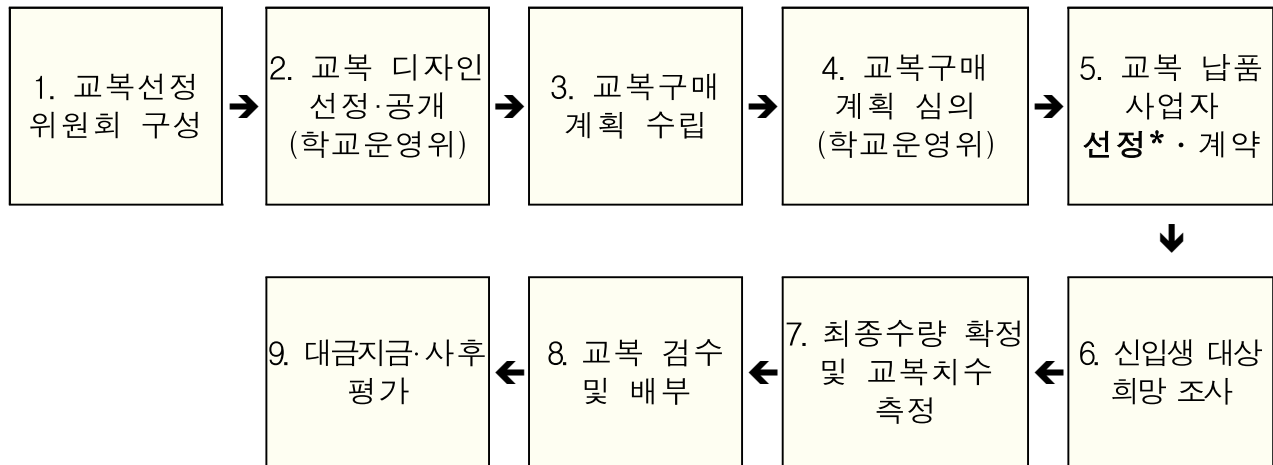 1. 교복선정
위원회 구성
2. 교복 디자인
선정·공개
(학교운영위)
3. 교복구매
계획 수립
4. 교복구매
계획 심의
(학교운영위)
5. 교복 납품
사업자
선정*·계약
6. 신입생 대상
희망 조사
7. 최종수량 확정
및 교복치수
측정
8. 교복 검수
및 배부
9. 대금지금·사후
평가